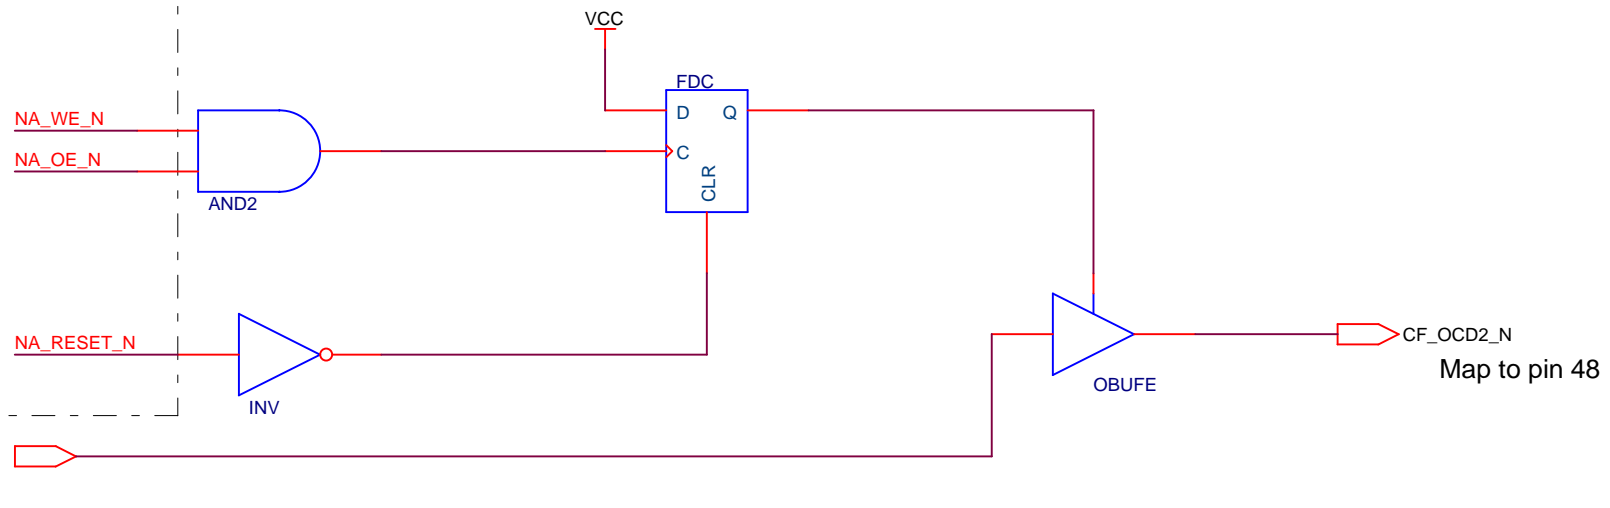 VCC
FDC
NA_WE_N
D
Q
NA_OE_N
C
CLR
AND2
NA_RESET_N
CF_OCD2_N
Map to pin 48
OBUFE
INV